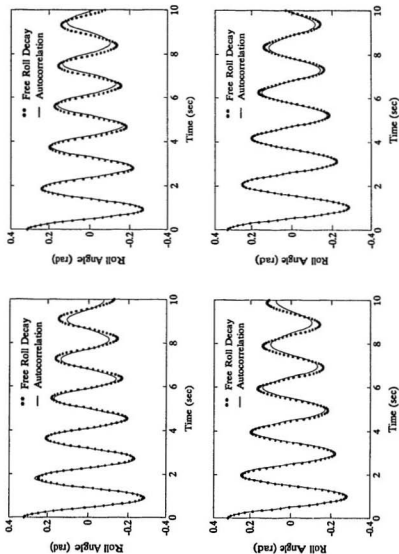 0.4
** Free Roll Decay
— Autocorrelation
0.2
0
-0.2
-0.4
Roll Angle (rad)
0 2 4 6 8 10
Time (sec)
0.4
** Free Roll Decay
— Autocorrelation
0.2
0
-0.2
-0.4
Roll Angle (rad)
0 2 4 6 8 10
Time (sec)
0.4
** Free Roll Decay
— Autocorrelation
0.2
0
-0.2
-0.4
Roll Angle (rad)
0 2 4 6 8 10
Time (sec)
0.4
** Free Roll Decay
— Autocorrelation
0.2
0
-0.2
-0.4
Roll Angle (rad)
0 2 4 6 8 10
Time (sec)